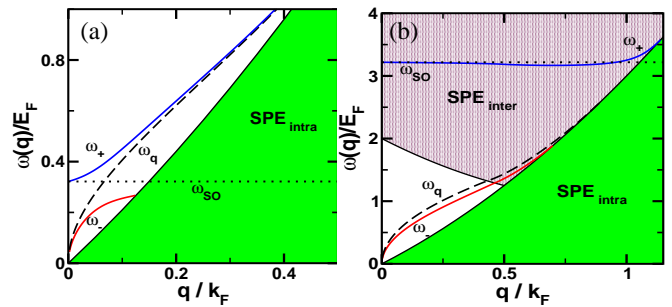 (a)
ω(q)/E_F
0.8
0.4
0
0
0.2
0.4
q / k_F
ω_+
ω_q
ω_-
ω_SO
SPE_intra
(b)
ω(q)/E_F
4
3
2
1
0
0
0.5
1
q / k_F
ω_+
ω_SO
SPE_inter
ω_q
ω_-
SPE_intra